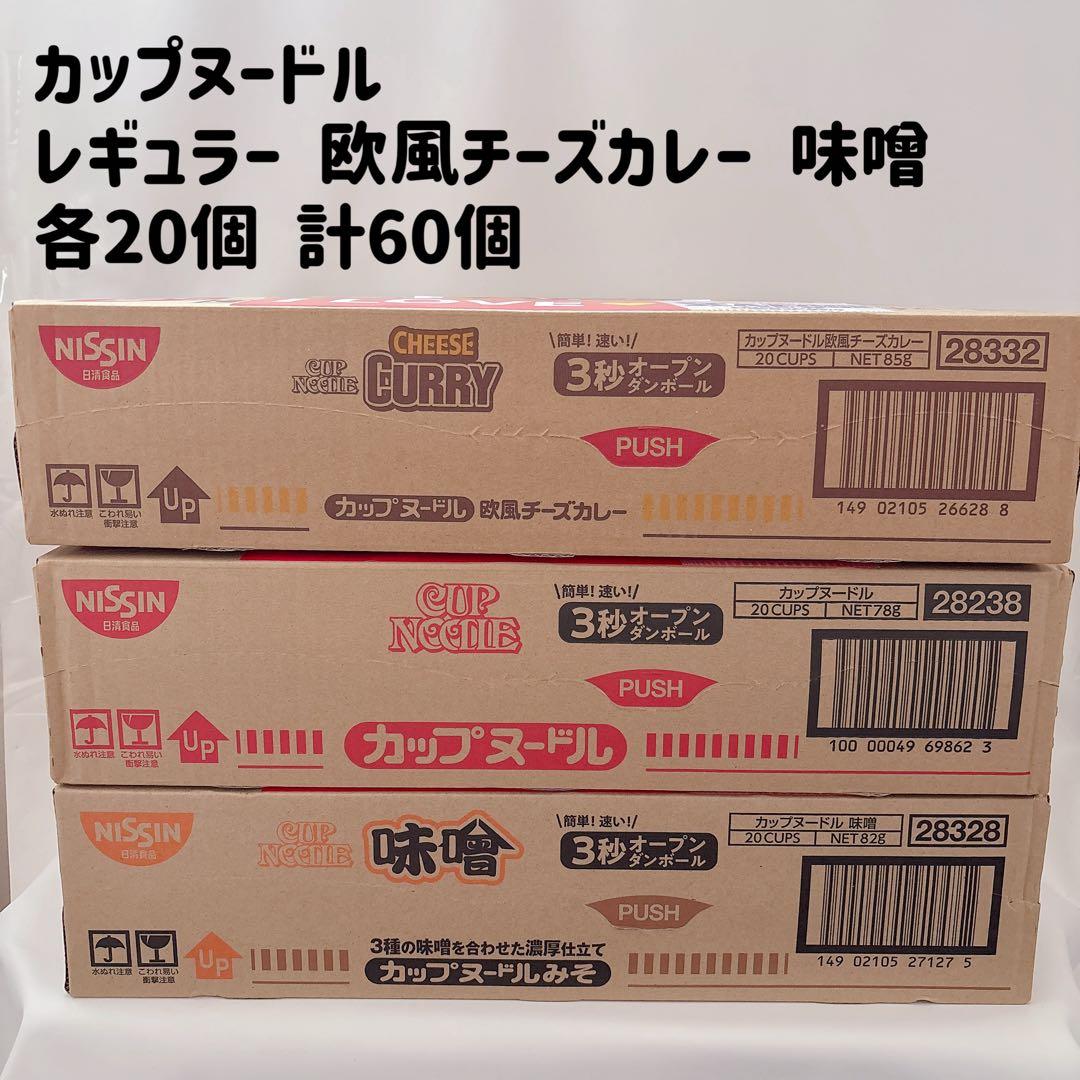 カップヌードル
レギュラー 欧風チーズカレー 味噌
各20個 計60個
NISSIN
日清食品
CUP NOODLE
CHEESE
CURRY
\簡単! 速い!/
3秒オープンダンボール
カップヌードル欧風チーズカレー
20 CUPS NET 85g
28332
PUSH
水ぬれ注意
こわれ易い
衝撃注意
UP
カップヌードル 欧風チーズカレー
149 02105 26628 8
NISSIN
日清食品
CUP
NOODLE
\簡単! 速い!/
3秒オープンダンボール
カップヌードル
20 CUPS NET 78g
28238
PUSH
水ぬれ注意
こわれ易い
衝撃注意
UP
カップヌードル
100 00049 69862 3
NISSIN
日清食品
CUP
NOODLE
味噌
\簡単! 速い!/
3秒オープンダンボール
カップヌードル 味噌
20 CUPS NET 82g
28328
PUSH
水ぬれ注意
こわれ易い
衝撃注意
UP
3種の味噌を合わせた濃厚仕立て
カップヌードルみそ
149 02105 27127 5